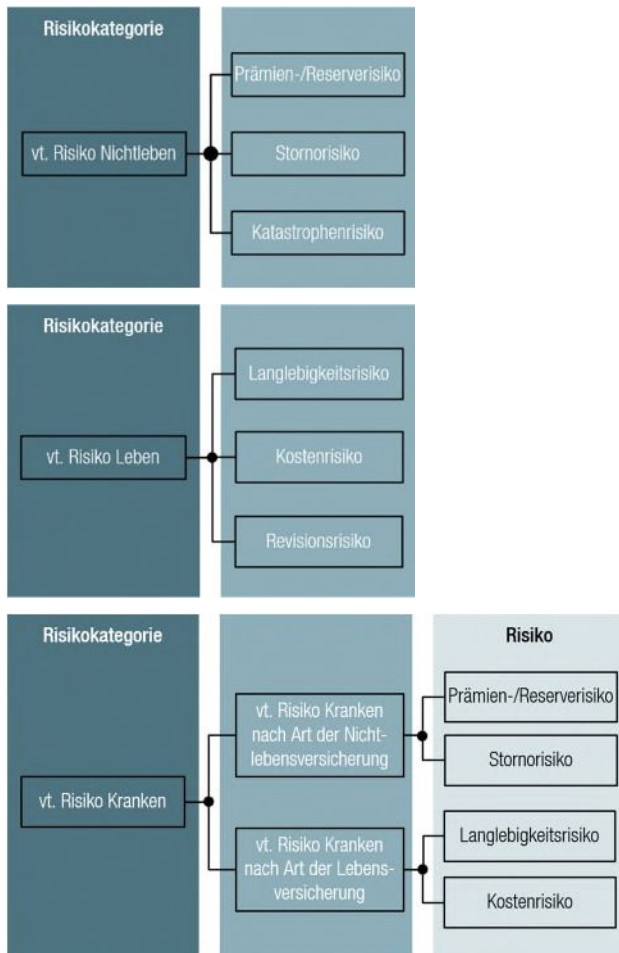 Risikokategorie
Prämien-/Reserverisiko
vt. Risiko Nichtleben
Stornorisiko
Katastrophenrisiko
Risikokategorie
Langlebigkeitsrisiko
vt. Risiko Leben
Kostenrisiko
Revisionsrisiko
Risikokategorie
Risiko
vt. Risiko Kranken
vt. Risiko Kranken
nach Art der Nicht-
lebensversicherung
Prämien-/Reserverisiko
Stornorisiko
vt. Risiko Kranken
nach Art der Lebens-
versicherung
Langlebigkeitsrisiko
Kostenrisiko